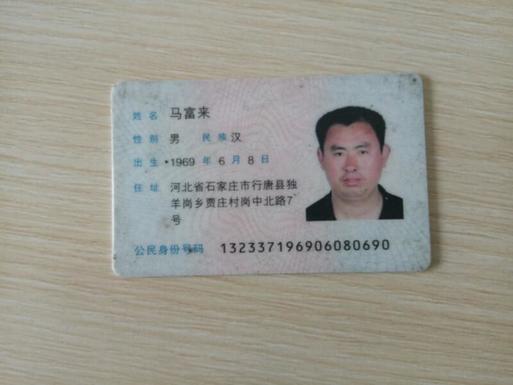 姓名 马富来
性别 男 民族 汉
出生 1969 年 6 月 8 日
住址 河北省石家庄市行唐县独
羊岗乡贾庄村岗中北路7
号
公民身份号码 132337196906080690